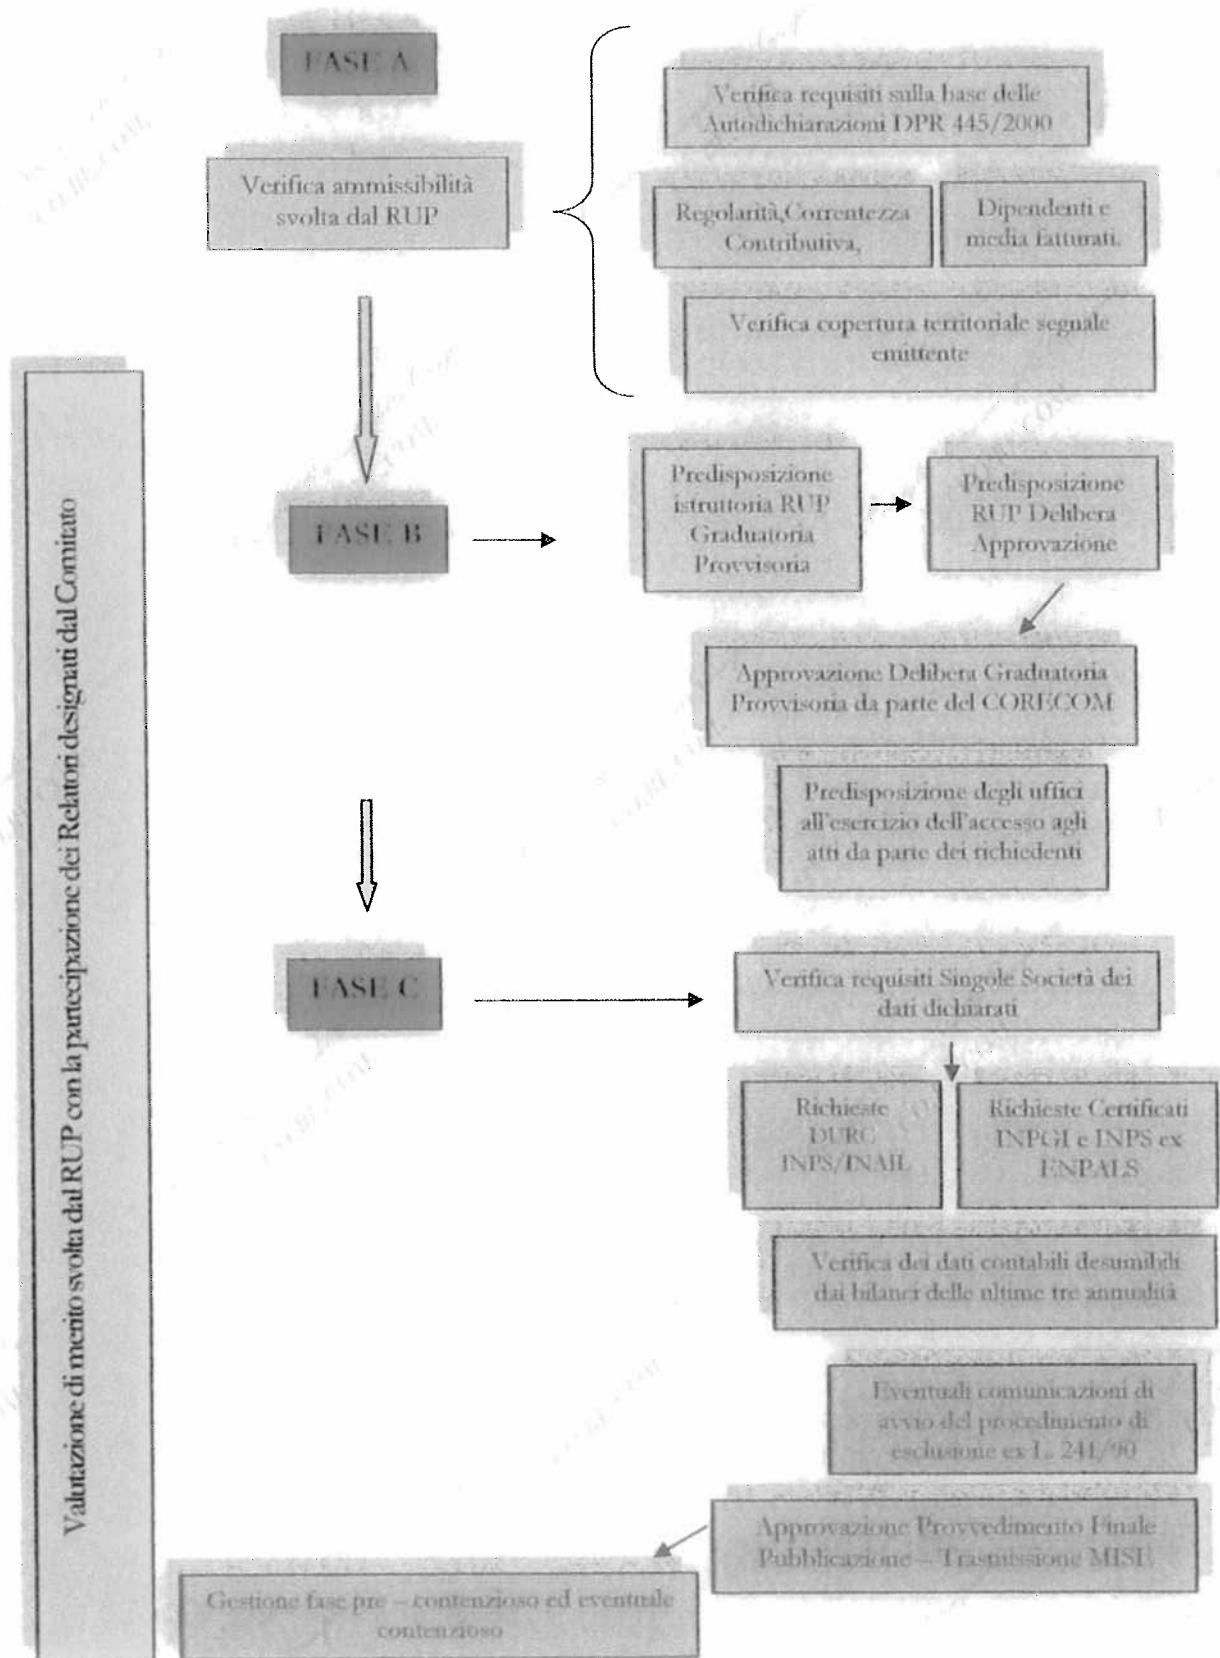 FASE A
Verifica ammissibilità
svolta dal RUP
Verifica requisiti sulla base delle
Autodichiarazioni DPR 445/2000
Regolarità,Correntezza
Contributiva,
Dipendenti e
media fatturati.
Verifica copertura territoriale segnale
emittente
Valutazione di merito svolta dal RUP con la partecipazione dei Relatori designati dal Comitato
FASE B
Predisposizione
istruttoria RUP
Graduatoria
Provvisoria
Predisposizione
RUP Delibera
Approvazione
Approvazione Delibera Graduatoria
Provvisoria da parte del CORECOM
Predisposizione degli uffici
all'esercizio dell'accesso agli
atti da parte dei richiedenti
FASE C
Verifica requisiti Singole Società dei
dati dichiarati
Richieste
DURC
INPS/INAIL
Richieste Certificati
INPGI e INPS ex
ENPALS
Verifica dei dati contabili desumibili
dai bilanci delle ultime tre annualità
Eventuali comunicazioni di
avvio del procedimento di
esclusione ex L. 241/90
Approvazione Provvedimento Finale
Pubblicazione – Trasmissione MISE
Gestione fase pre – contenzioso ed eventuale
contenzioso